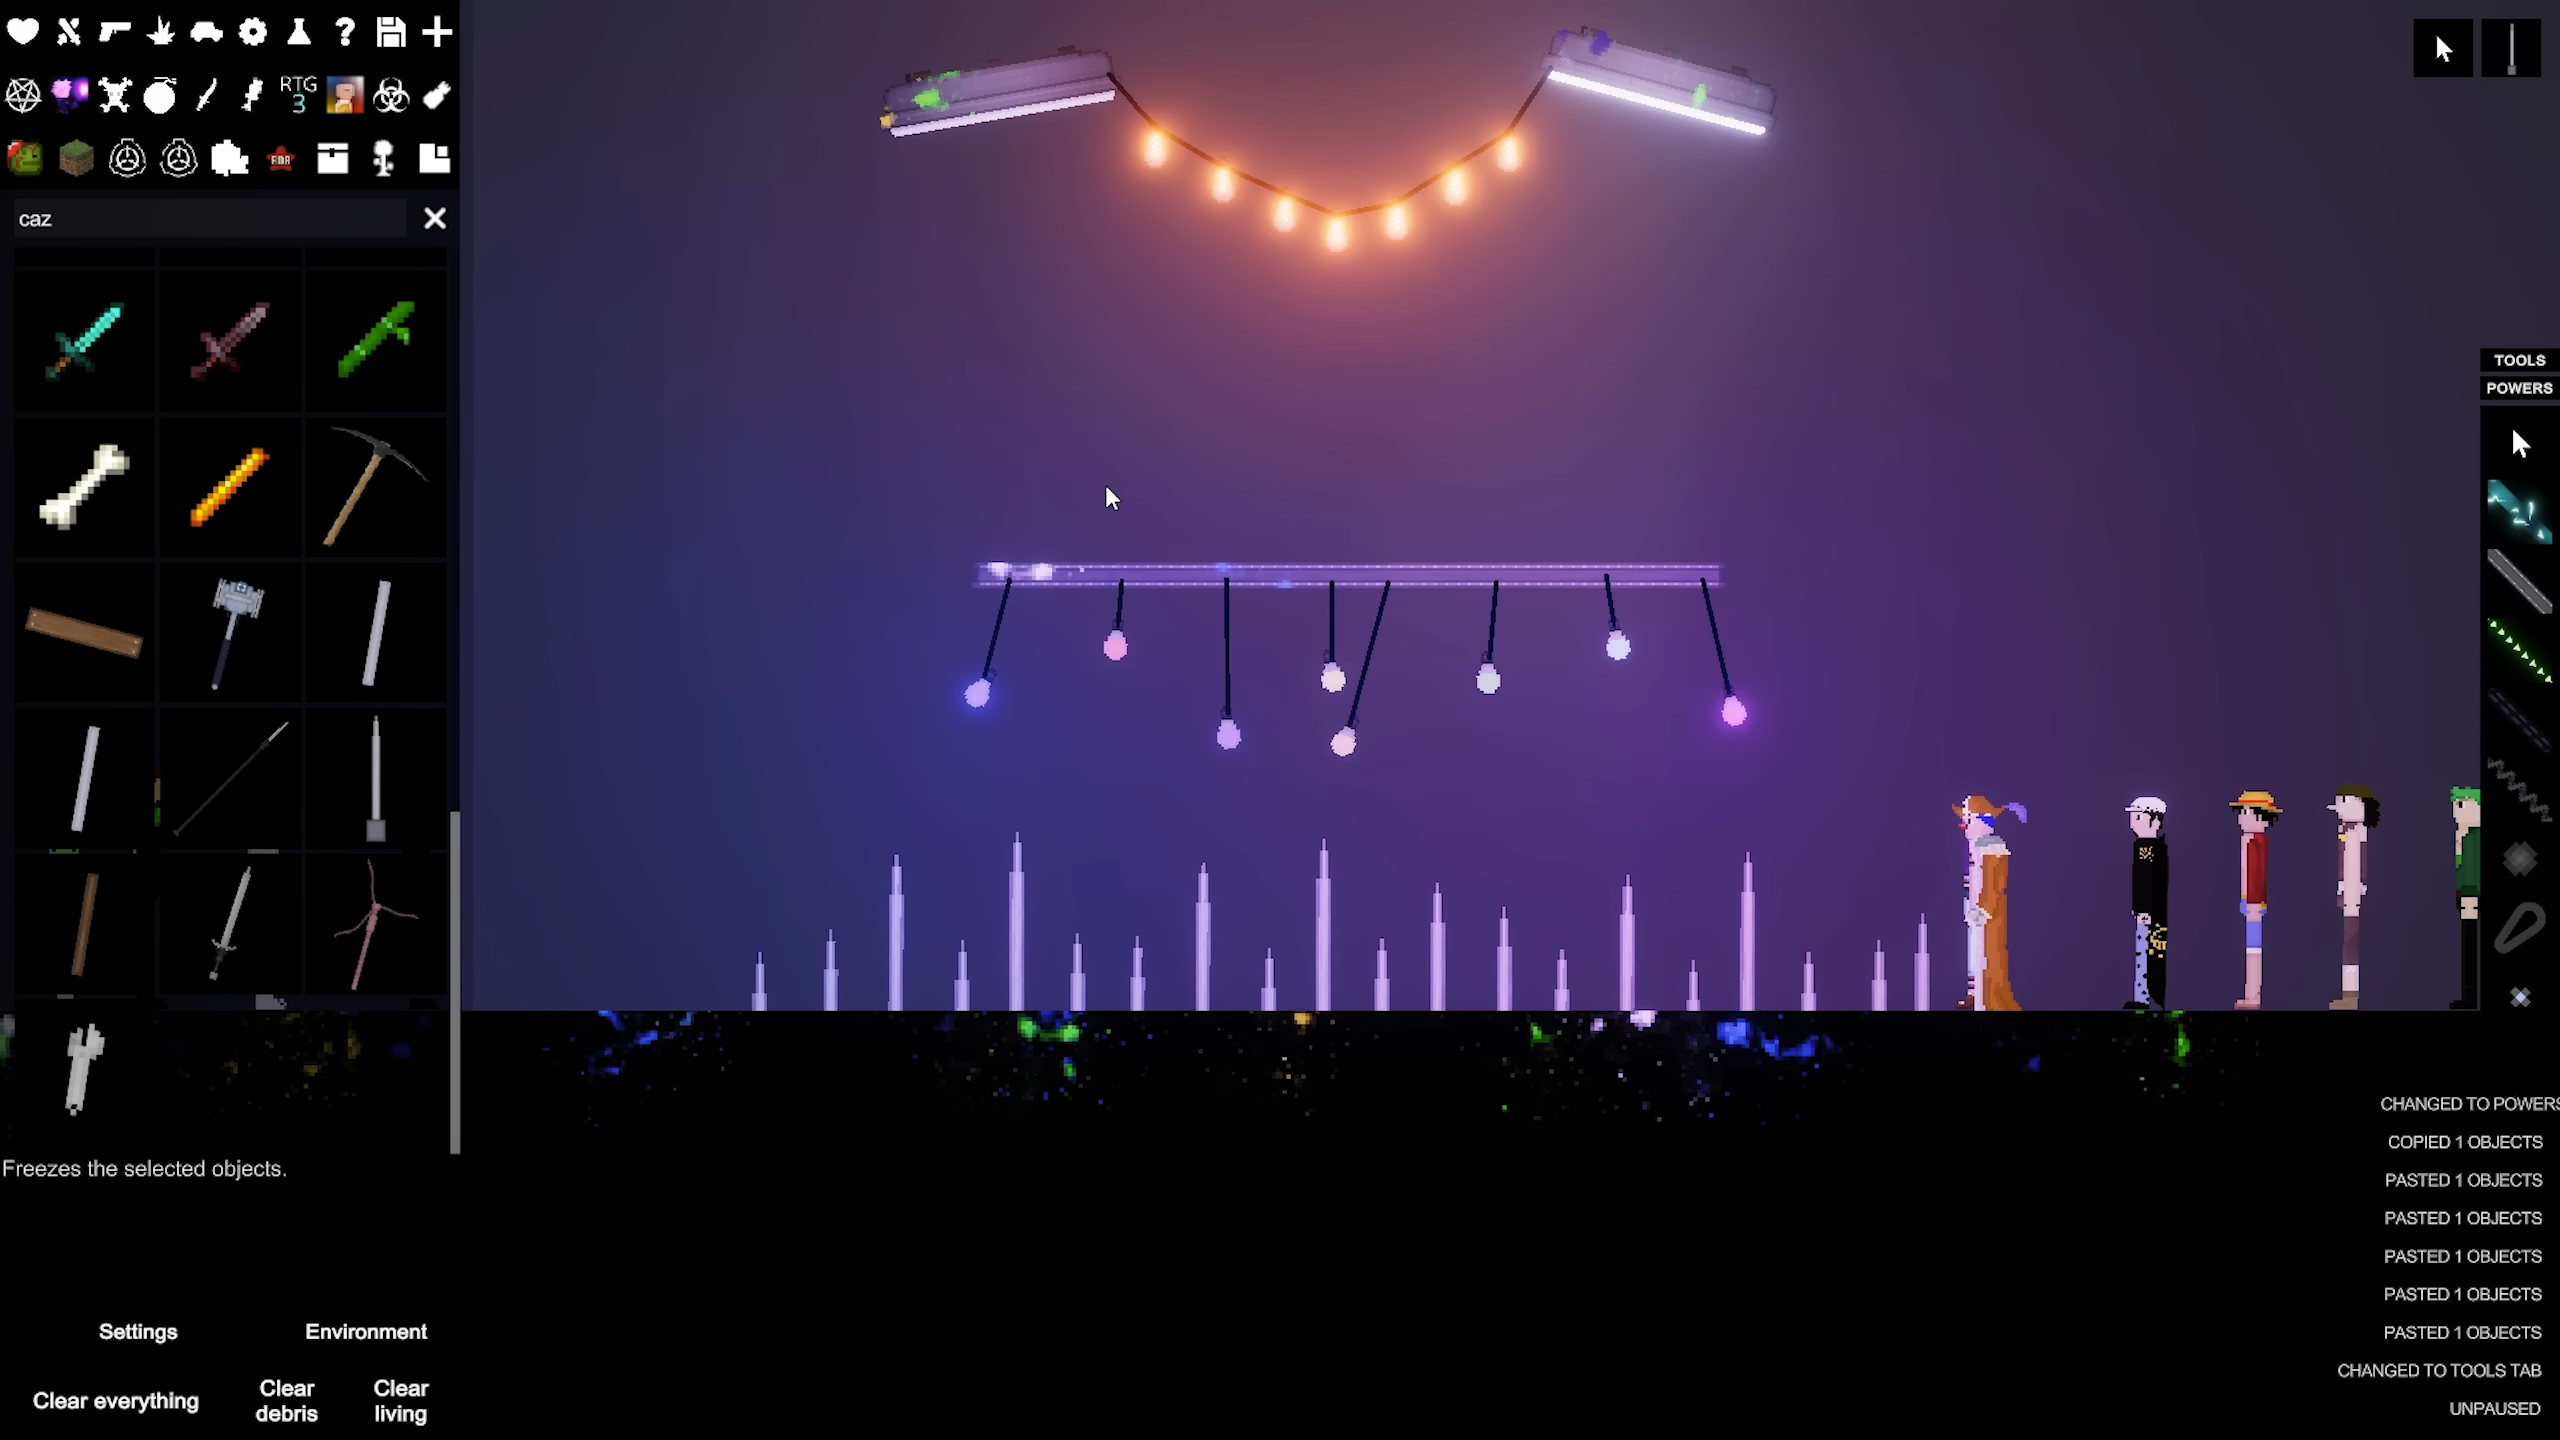 RTG
3
RDR
caz
TOOLS
POWERS
Freezes the selected objects.
Settings
Environment
Clear everything
Clear debris
Clear living
CHANGED TO POWERS
COPIED 1 OBJECTS
PASTED 1 OBJECTS
PASTED 1 OBJECTS
PASTED 1 OBJECTS
PASTED 1 OBJECTS
PASTED 1 OBJECTS
CHANGED TO TOOLS TAB
UNPAUSED